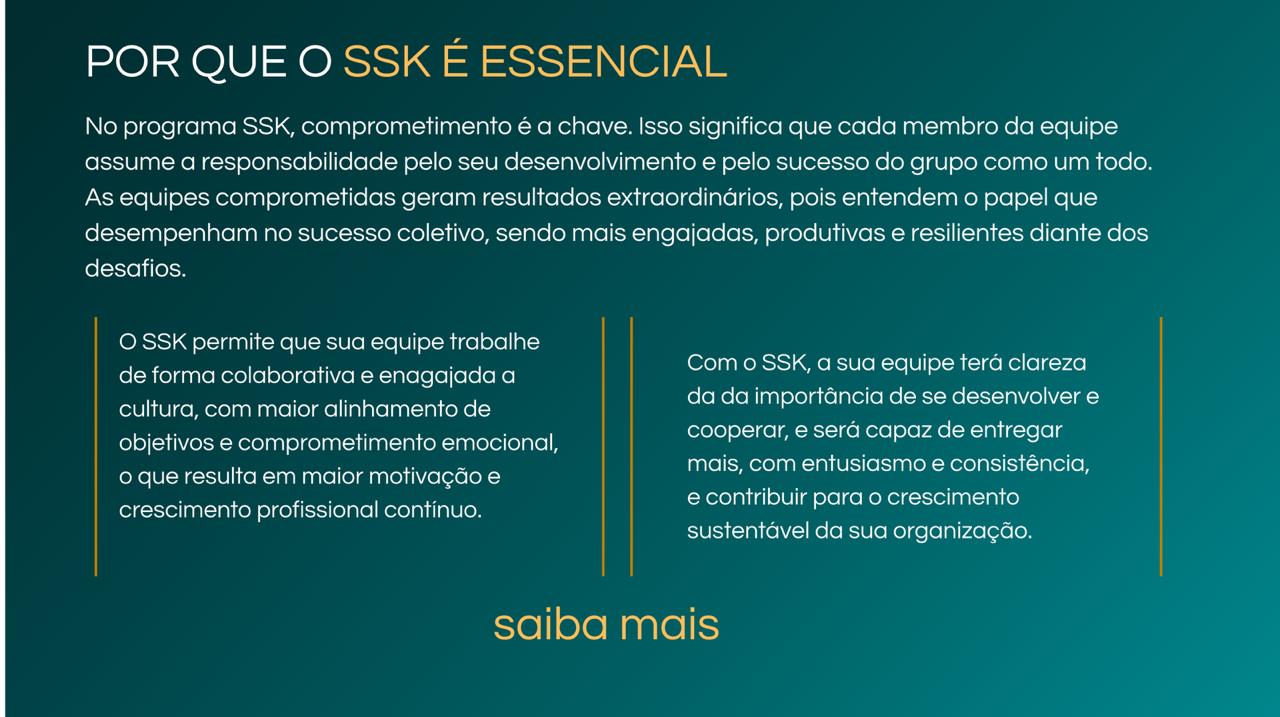 POR QUE O SSK É ESSENCIAL
No programa SSK, comprometimento é a chave. Isso significa que cada membro da equipe
assume a responsabilidade pelo seu desenvolvimento e pelo sucesso do grupo como um todo.
As equipes comprometidas geram resultados extraordinários, pois entendem o papel que
desempenham no sucesso coletivo, sendo mais engajadas, produtivas e resilientes diante dos
desafios.
O SSK permite que sua equipe trabalhe
de forma colaborativa e enagajada a
cultura, com maior alinhamento de
objetivos e comprometimento emocional,
o que resulta em maior motivação e
crescimento profissional contínuo.
Com o SSK, a sua equipe terá clareza
da da importância de se desenvolver e
cooperar, e será capaz de entregar
mais, com entusiasmo e consistência,
e contribuir para o crescimento
sustentável da sua organização.
saiba mais